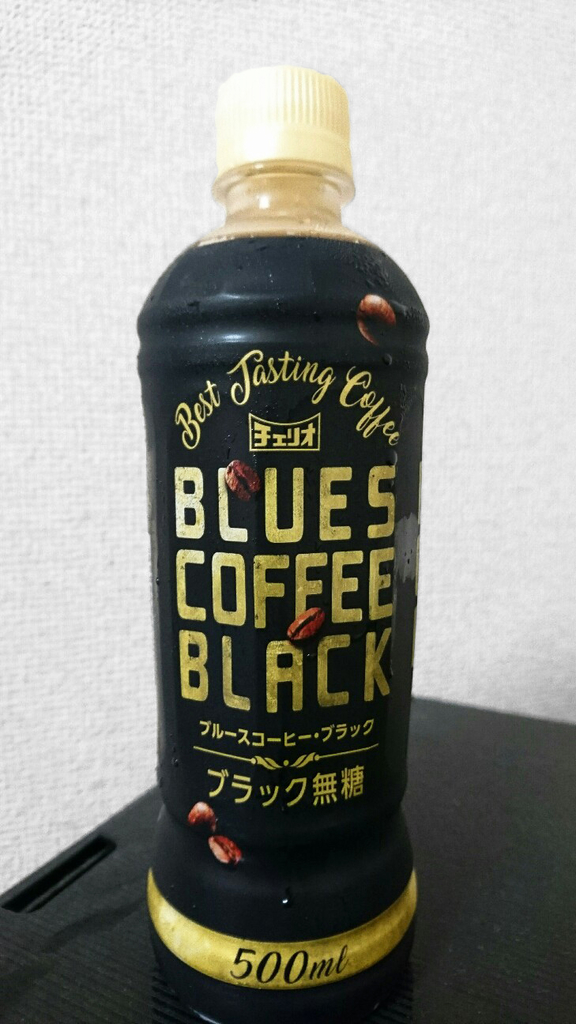 Best Tasting Coffee
チェリオ
BLUES
COFFEE
BLACK
ブルースコーヒー・ブラック
ブラック無糖
500ml